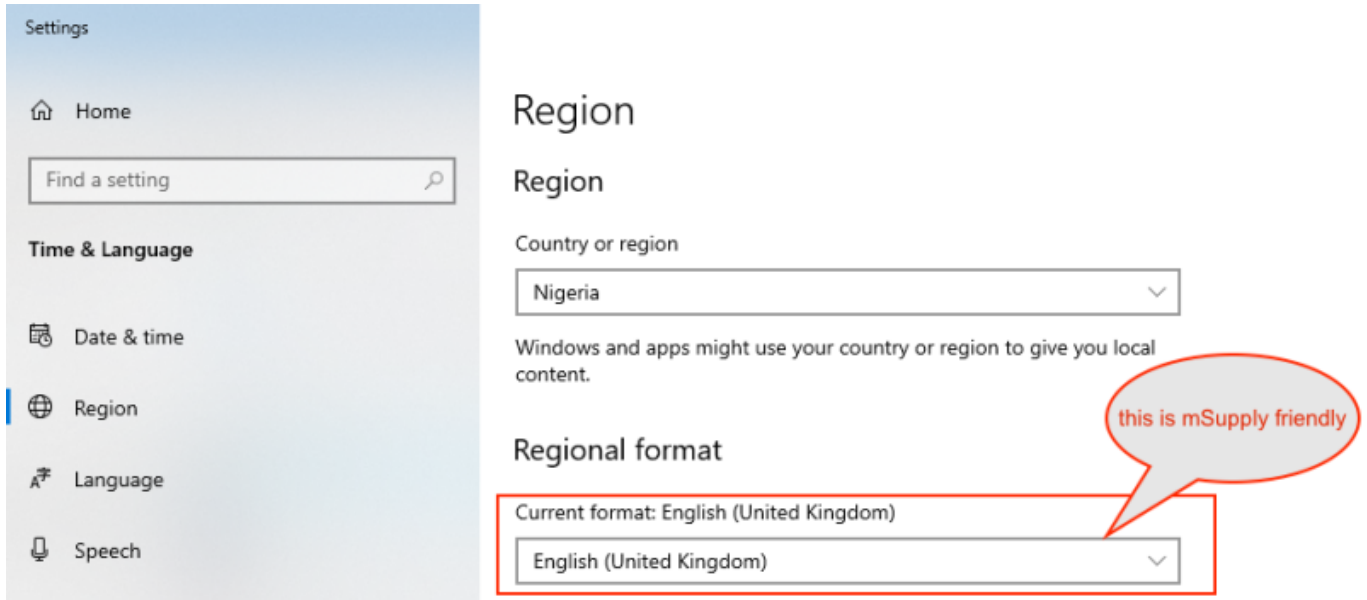 Settings
Home
Find a setting
Time & Language
Date & time
Region
Language
Speech
Region
Region
Country or region
Nigeria
Windows and apps might use your country or region to give you local
content.
Regional format
this is mSupply friendly
Current format: English (United Kingdom)
English (United Kingdom)